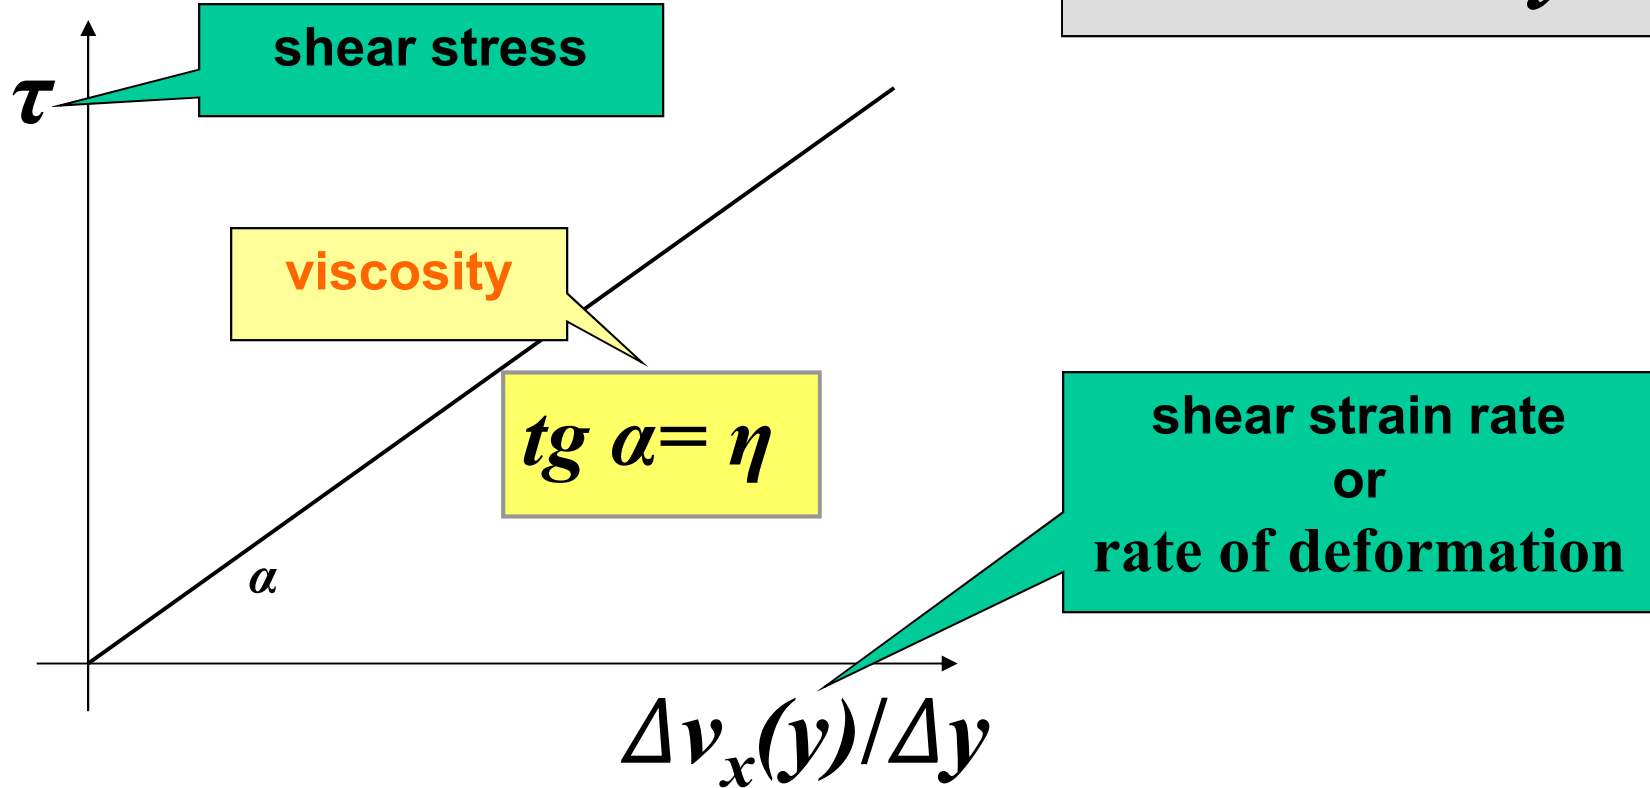 shear stress
τ
viscosity
tg α= η
shear strain rate
or
rate of deformation
α
Δvₓ(y)/Δy